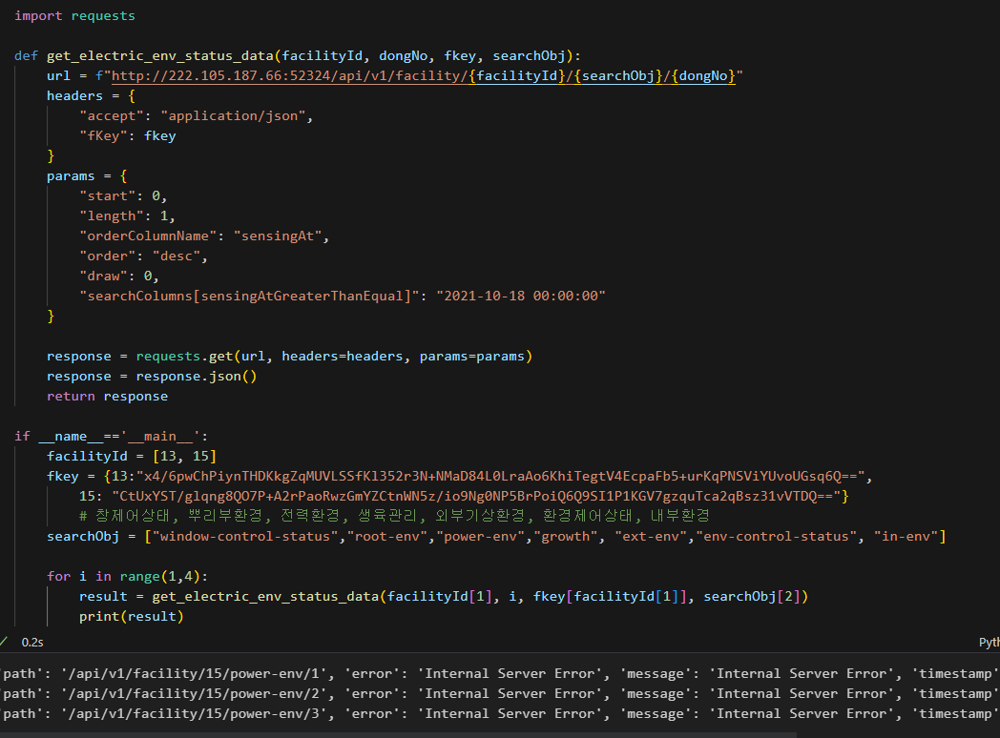 import requests
def get_electric_env_status_data(facilityId, dongNo, fkey, searchObj):
url = f"http://222.105.187.66:52324/api/v1/facility/{facilityId}/{searchObj}/{dongNo}"
headers = {
"accept": "application/json",
"fKey": fkey
}
params = {
"start": 0,
"length": 1,
"orderColumnName": "sensingAt",
"order": "desc",
"draw": 0,
"searchColumns[sensingAtGreaterThanEqual]": "2021-10-18 00:00:00"
}
response = requests.get(url, headers=headers, params=params)
response = response.json()
return response
if __name__=='__main__':
facilityId = [13, 15]
fkey = {13:"x4/6pwChPiynTHDKkgZqMUVLSSfKl352r3N+NMaD84L0LraAo6KhiTegtV4EcpaFb5+urKqPNSViYUvoUGsq6Q==",
15: "CtUxYST/glqng8QO7P+A2rPaoRwzGmYZCtnWN5z/io9Ng0NP5BrPoiQ6Q9SI1P1KGV7gzquTca2qBsz31vVTDQ=="}
# 창제어상태, 뿌리부환경, 전력환경, 생육관리, 외부기상환경, 환경제어상태, 내부환경
searchObj = ["window-control-status","root-env","power-env","growth", "ext-env","env-control-status", "in-env"]
for i in range(1,4):
result = get_electric_env_status_data(facilityId[1], i, fkey[facilityId[1]], searchObj[2])
print(result)
✓ 0.2s Pyth
'path': '/api/v1/facility/15/power-env/1', 'error': 'Internal Server Error', 'message': 'Internal Server Error', 'timestamp'
'path': '/api/v1/facility/15/power-env/2', 'error': 'Internal Server Error', 'message': 'Internal Server Error', 'timestamp'
'path': '/api/v1/facility/15/power-env/3', 'error': 'Internal Server Error', 'message': 'Internal Server Error', 'timestamp'